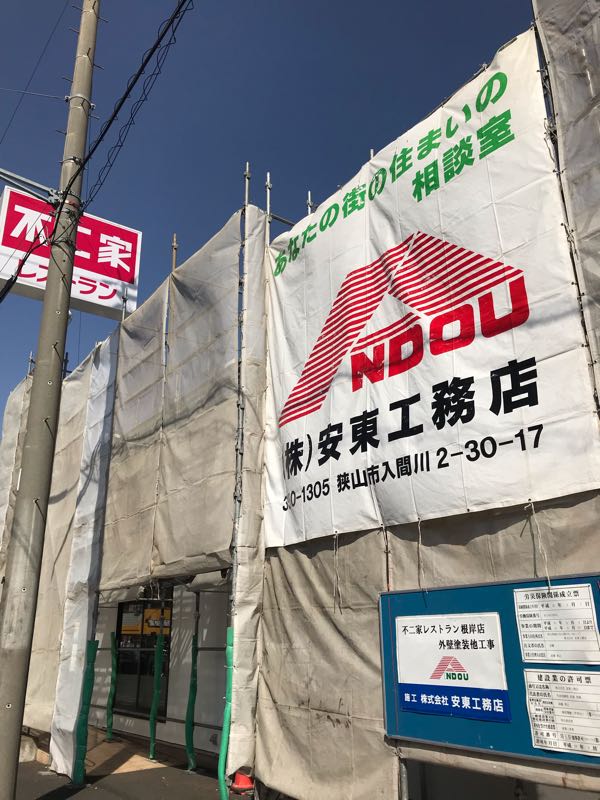 不二家
レストラン
あなたの街の住まいの
相談室
NDOU
(株)安東工務店
350-1305 狭山市入間川 2-30-17
不二家レストラン根岸店
外壁塗装他工事
NDOU
施工 株式会社 安東工務店
労災保険関係成立票
建設業の許可票